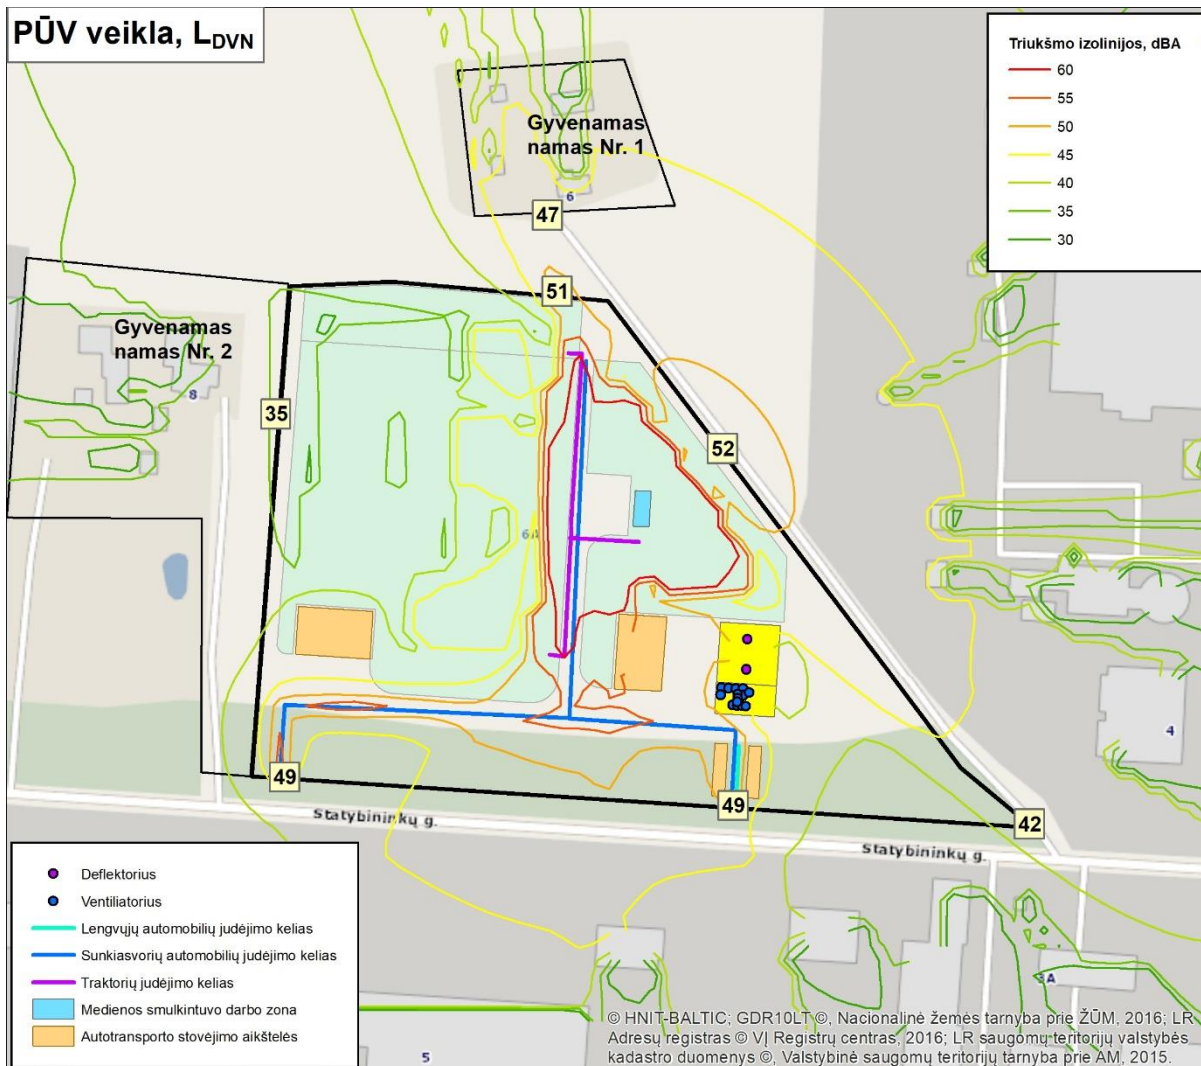 PŪV veikla, LDVN
Triukšmo izolinijos, dBA
60
55
50
45
40
35
30
Gyvenamas
namas Nr. 1
6
47
51
Gyvenamas
namas Nr. 2
8
35
52
6A
4
49
49
42
Statybininkų g.
Statybininkų g.
3A
5
Deflektorius
Ventiliatorius
Lengvųjų automobilių judėjimo kelias
Sunkiasvorių automobilių judėjimo kelias
Traktorių judėjimo kelias
Medienos smulkintuvo darbo zona
Autotransporto stovėjimo aikštelės
© HNIT-BALTIC; GDR10LT ©, Nacionalinė žemės tarnyba prie ŽŪM, 2016; LR
Adresų registras © VĮ Registrų centras, 2016; LR saugomų teritorijų valstybės
kadastro duomenys ©, Valstybinė saugomų teritorijų tarnyba prie AM, 2015.